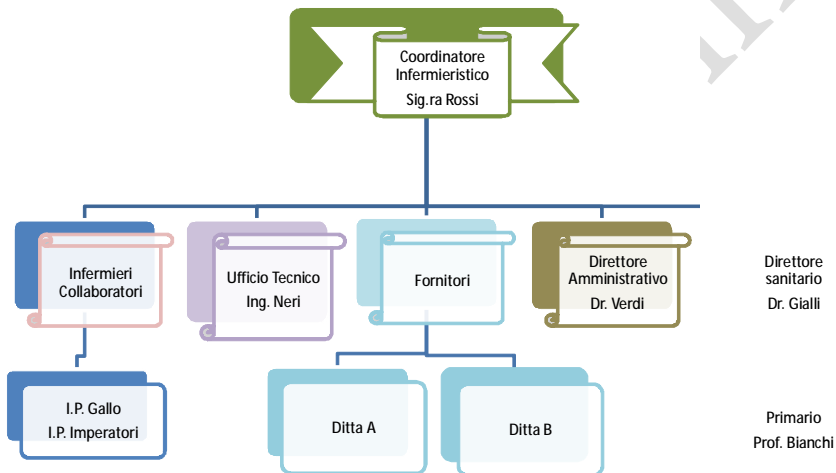 Coordinatore
Infermieristico
Sig.ra Rossi
Infermieri
Collaboratori
Ufficio Tecnico
Ing. Neri
Fornitori
Direttore
Amministrativo
Dr. Verdi
Direttore
sanitario
Dr. Gialli
I.P. Gallo
I.P. Imperatori
Ditta A
Ditta B
Primario
Prof. Bianchi